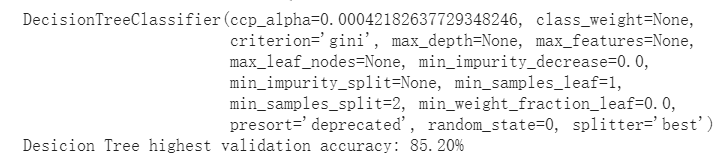 DecisionTreeClassifier(ccp_alpha=0.00042182637729348246, class_weight=None,
criterion='gini', max_depth=None, max_features=None,
max_leaf_nodes=None, min_impurity_decrease=0.0,
min_impurity_split=None, min_samples_leaf=1,
min_samples_split=2, min_weight_fraction_leaf=0.0,
presort='deprecated', random_state=0, splitter='best')
Desicion Tree highest validation accuracy: 85.20%